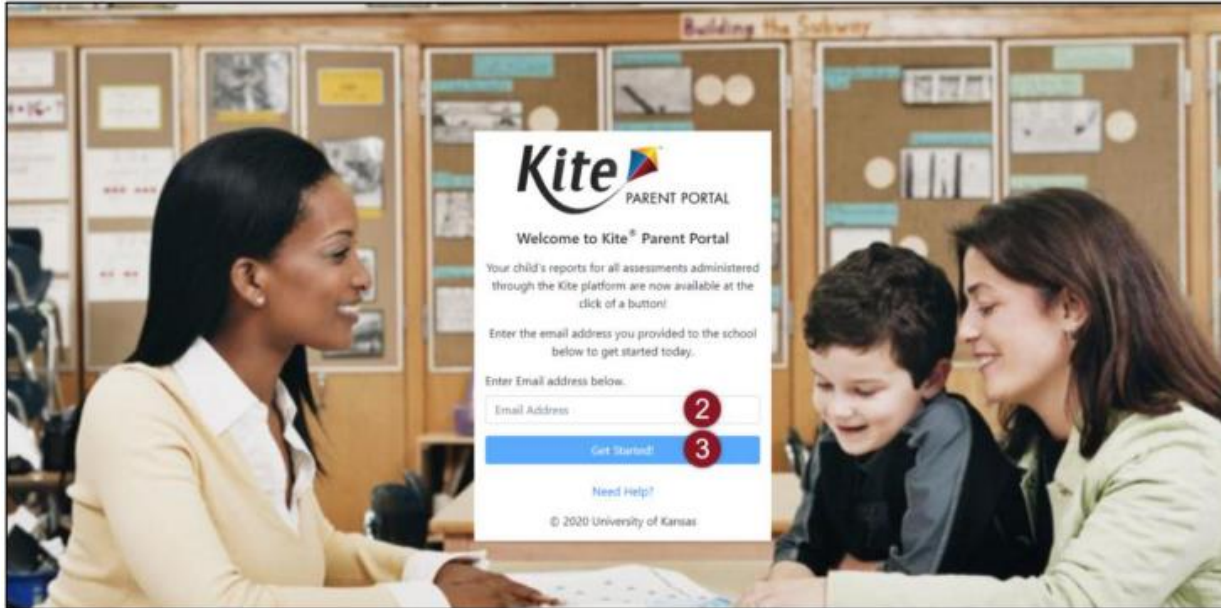 Building the Subway
Kite
PARENT PORTAL
Welcome to Kite® Parent Portal
Your child's reports for all assessments administered
through the Kite platform are now available at the
click of a button!
Enter the email address you provided to the school
below to get started today.
Enter Email address below.
Email Address
2
Get Started!
3
Need Help?
© 2020 University of Kansas